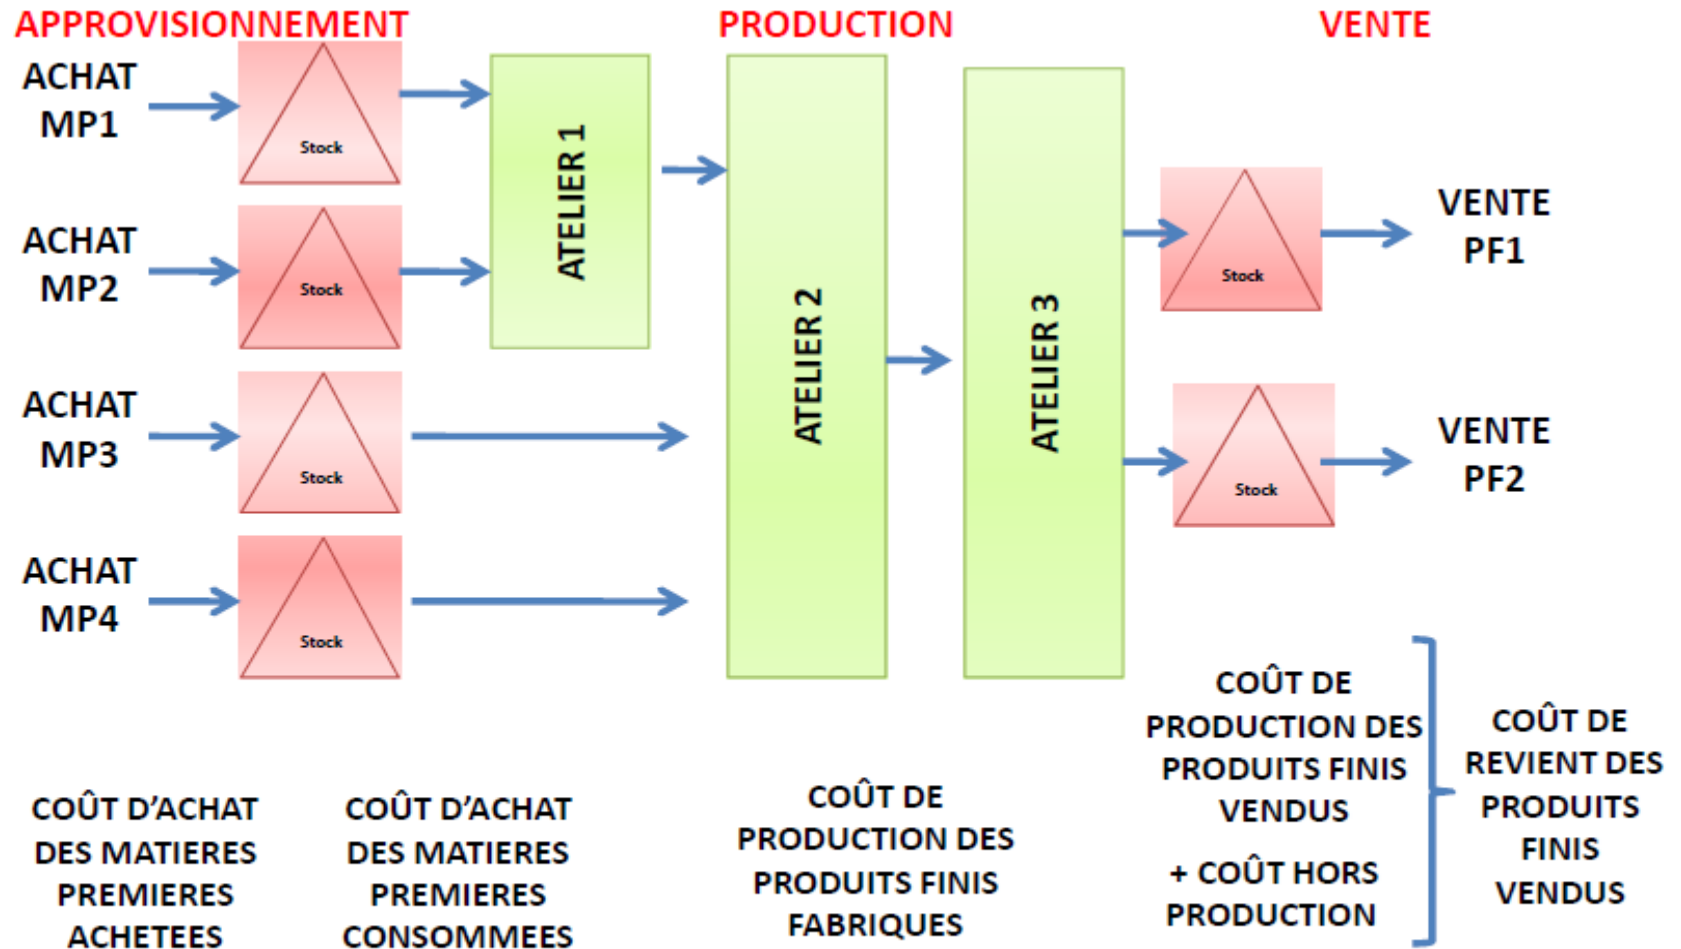 APPROVISIONNEMENT
PRODUCTION
VENTE
ACHAT
MP1
Stock
ACHAT
MP2
Stock
ACHAT
MP3
Stock
ACHAT
MP4
Stock
ATELIER 1
ATELIER 2
ATELIER 3
Stock
VENTE
PF1
Stock
VENTE
PF2
COÛT D’ACHAT
DES MATIERES
PREMIERES
ACHETEES
COÛT D’ACHAT
DES MATIERES
PREMIERES
CONSOMMEES
COÛT DE
PRODUCTION DES
PRODUITS FINIS
FABRIQUES
COÛT DE
PRODUCTION DES
PRODUITS FINIS
VENDUS
+ COÛT HORS
PRODUCTION
COÛT DE
REVIENT DES
PRODUITS
FINIS
VENDUS